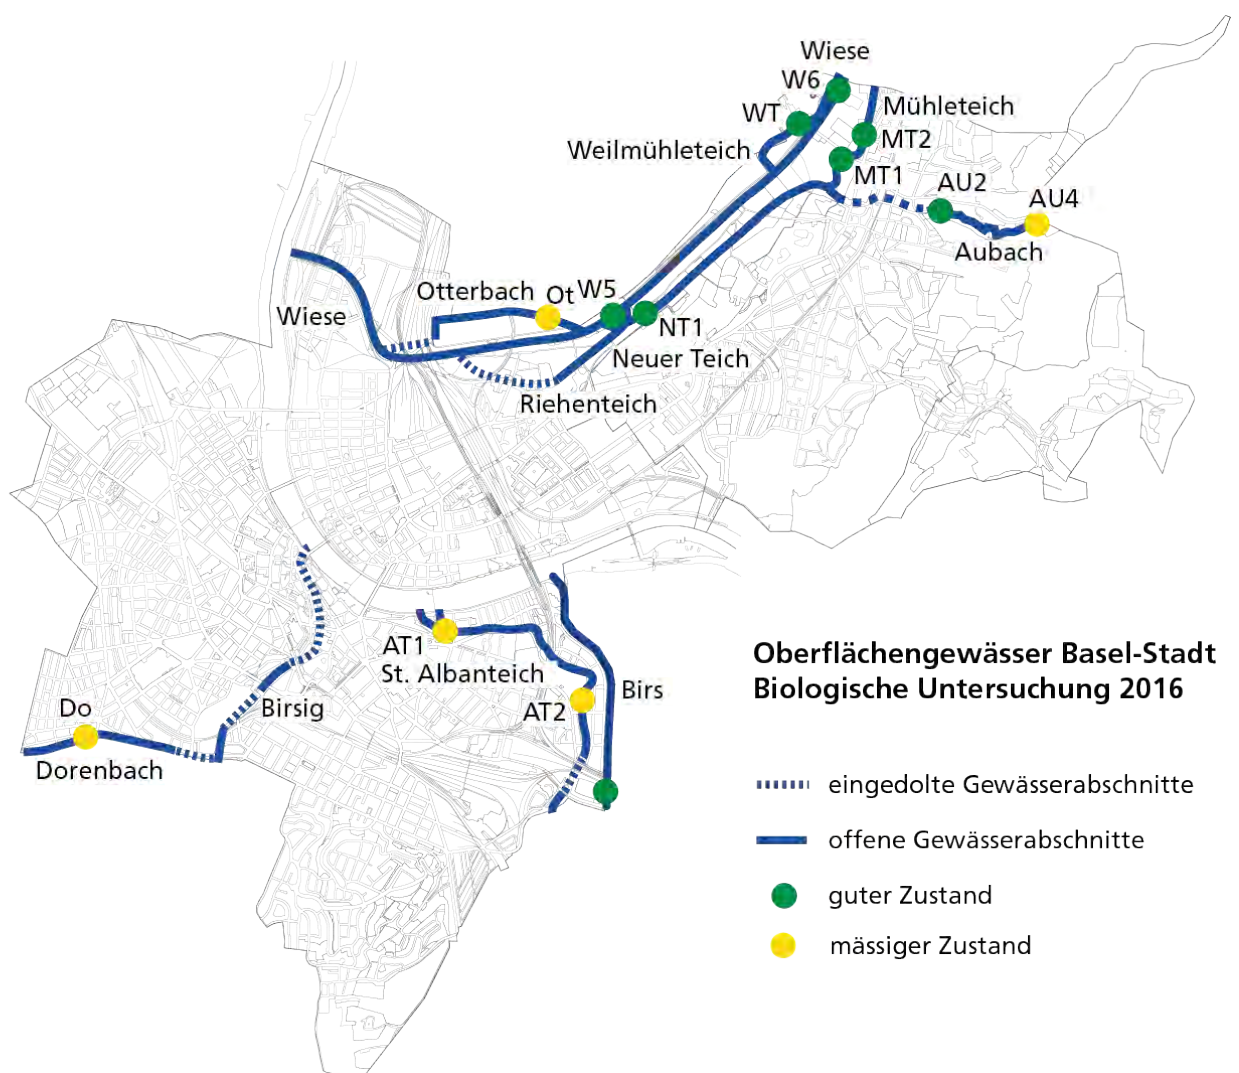 Wiese
W6
Mühleteich
WT
MT2
Weilmühleteich
MT1
AU2
AU4
Aubach
Otterbach
Ot
W5
Wiese
NT1
Neuer Teich
Riehenteich
AT1
St. Albanteich
Birs
Do
Birsig
AT2
Dorenbach
Oberflächengewässer Basel-Stadt
Biologische Untersuchung 2016
eingedolte Gewässerabschnitte
offene Gewässerabschnitte
guter Zustand
mässiger Zustand